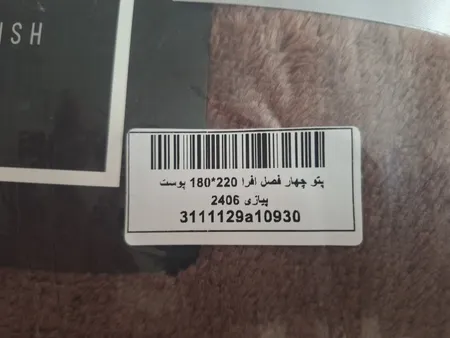 ISH
پتو چهار فصل افرا 220*180 پوست
پیازی 2406
3111129a10930